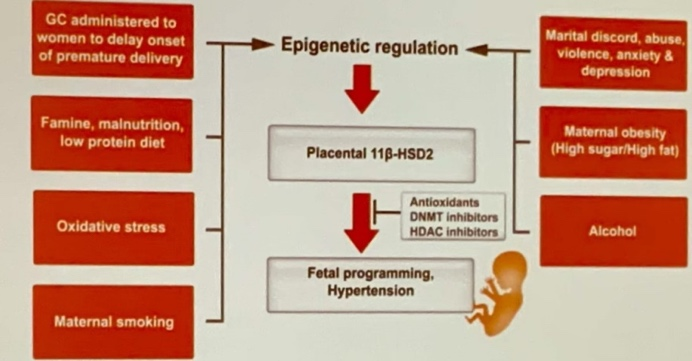 GC administered to
women to delay onset
of premature delivery
Famine, malnutrition,
low protein diet
Oxidative stress
Maternal smoking
Epigenetic regulation
Placental 11β-HSD2
Antioxidants
DNMT inhibitors
HDAC inhibitors
Fetal programming,
Hypertension
Marital discord, abuse,
violence, anxiety &
depression
Maternal obesity
(High sugar/High fat)
Alcohol